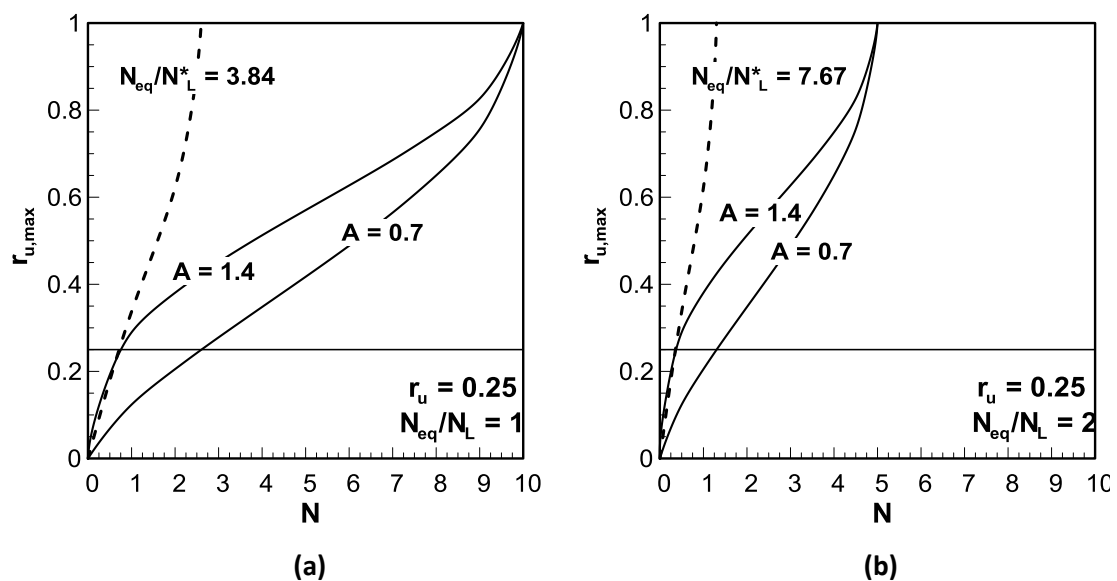 1
N_eq/N*_L = 3.84
0.8
0.6
r_u,max
A = 0.7
0.4
A = 1.4
0.2
r_u = 0.25
N_eq/N_L = 1
0
0 1 2 3 4 5 6 7 8 9 10
N
(a)
1
N_eq/N*_L = 7.67
0.8
0.6
r_u,max
A = 1.4
A = 0.7
0.4
0.2
r_u = 0.25
N_eq/N_L = 2
0
0 1 2 3 4 5 6 7 8 9 10
N
(b)